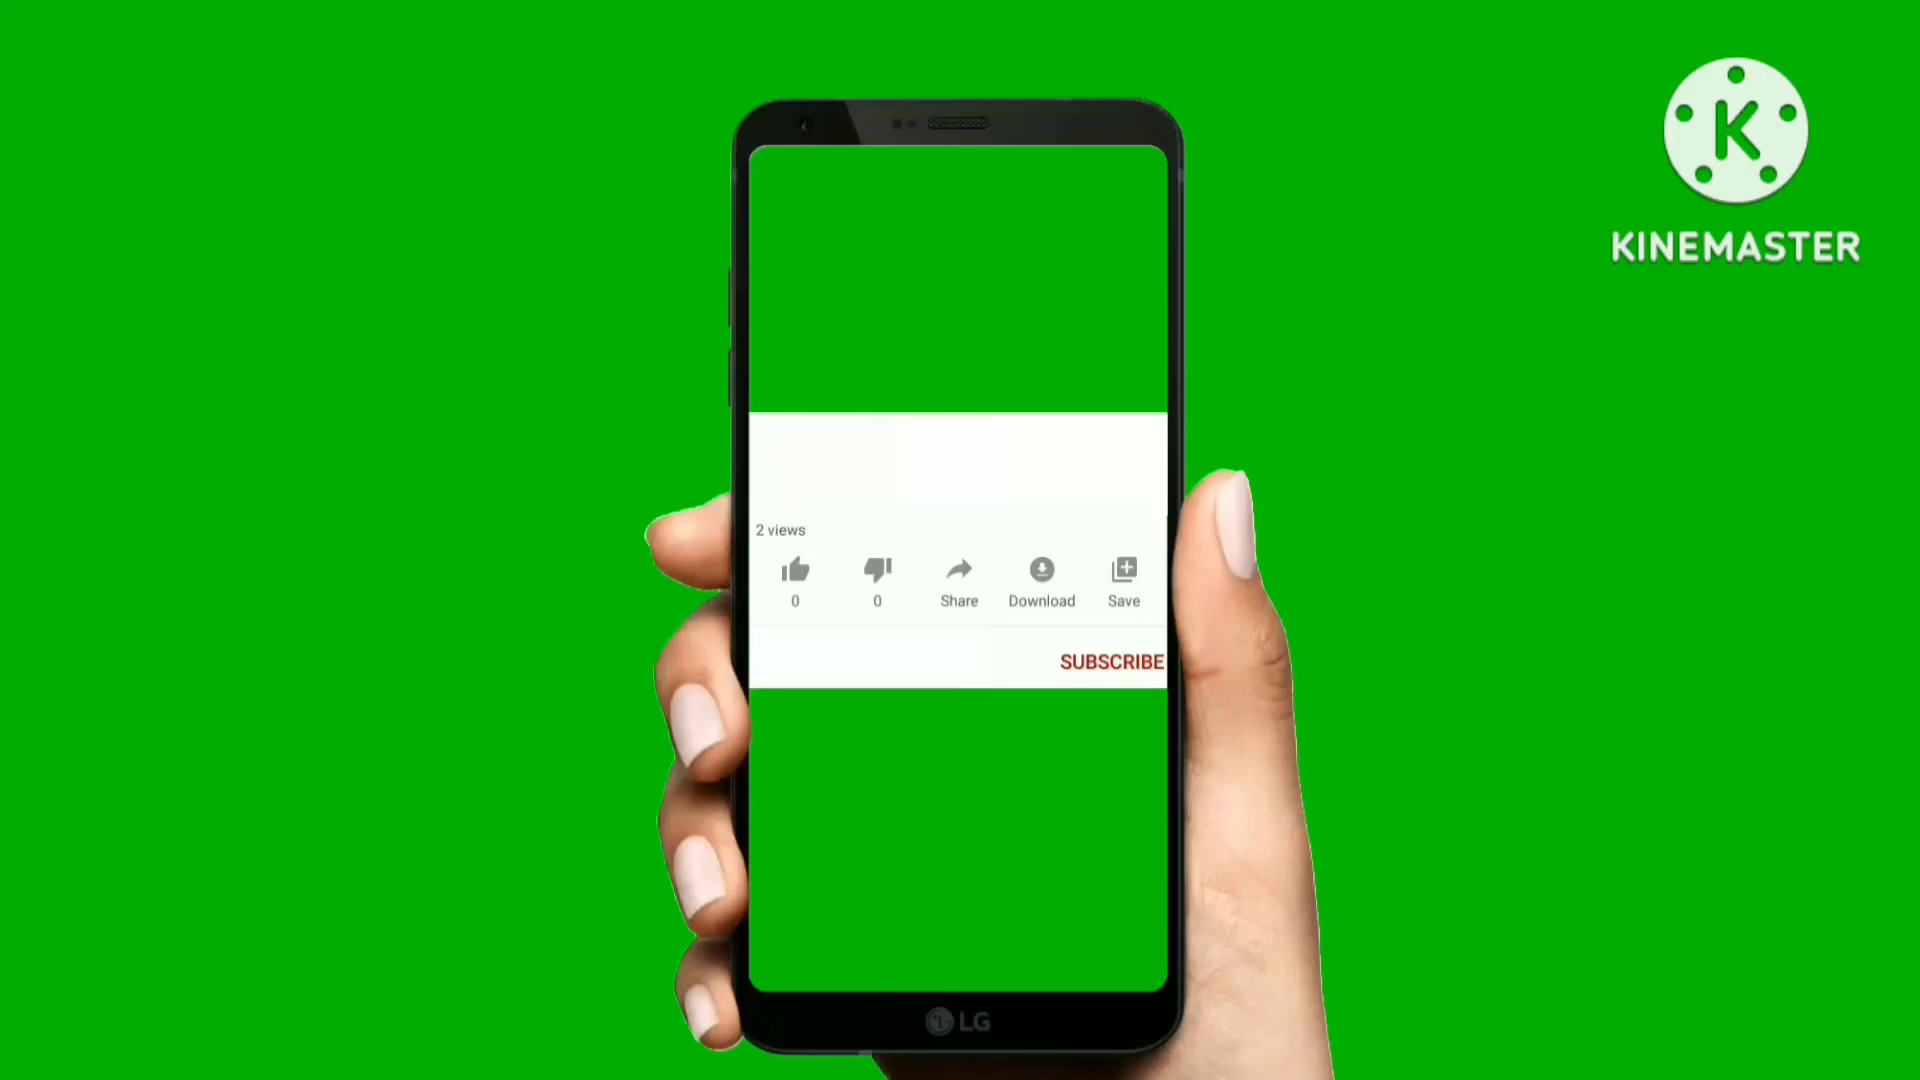 K
KINEMASTER
2 views
0 0 Share Download Save
SUBSCRIBE
LG